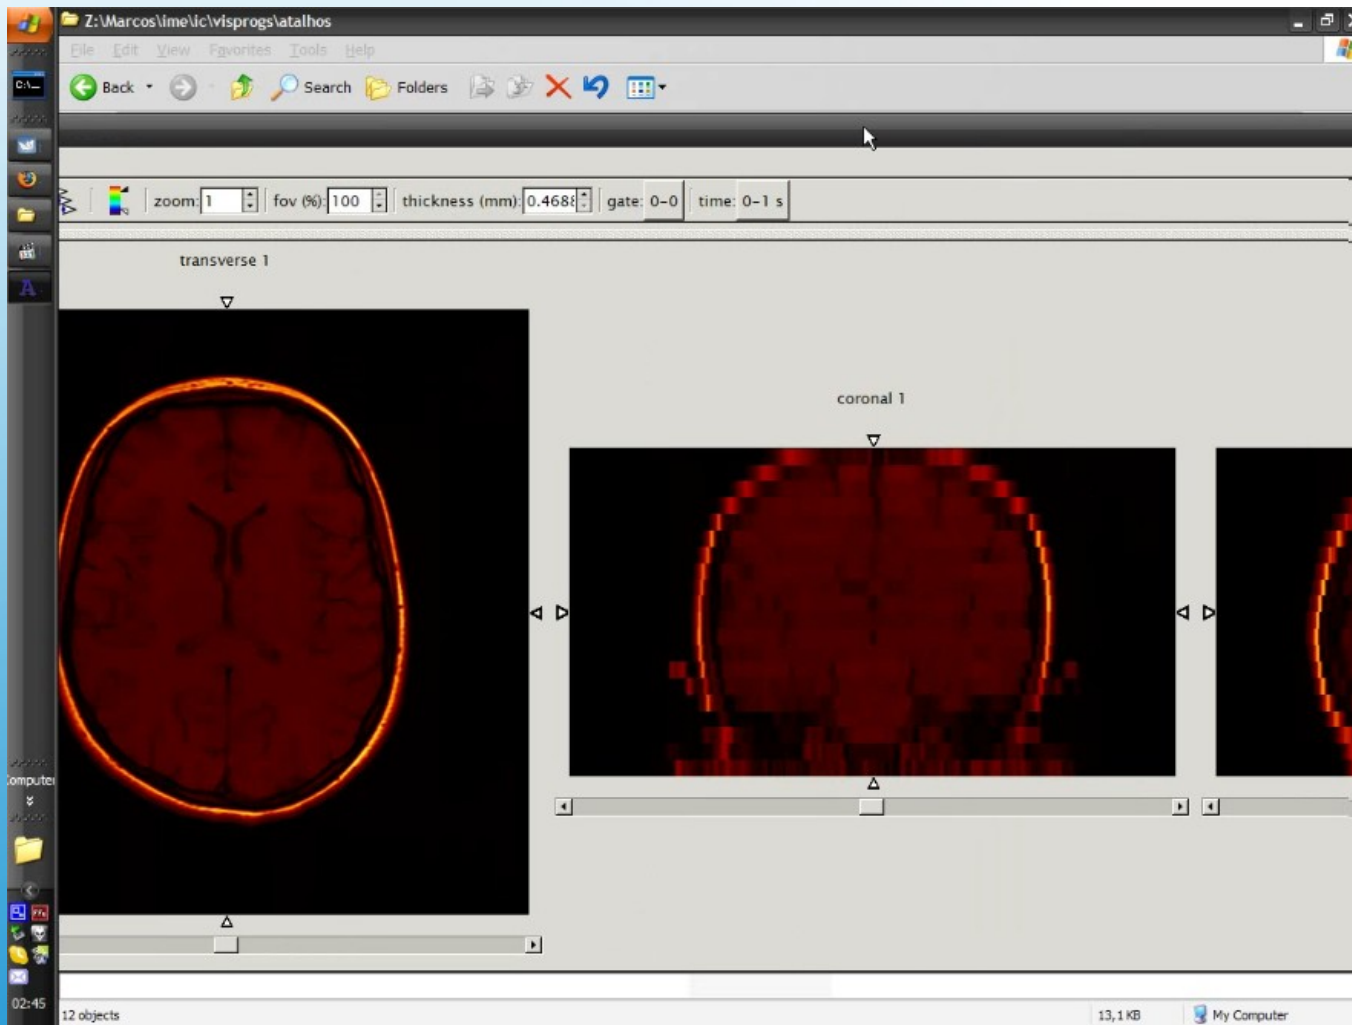 Z:\Marcos\ime\ic\visprogs\atalhos
File Edit View Favorites Tools Help
C:\_
Back Search Folders
zoom: 1 fov (%): 100 thickness (mm): 0.4688 gate: 0-0 time: 0-1 s
transverse 1
coronal 1
A
Computer
02:45
12 objects 13,1 KB My Computer